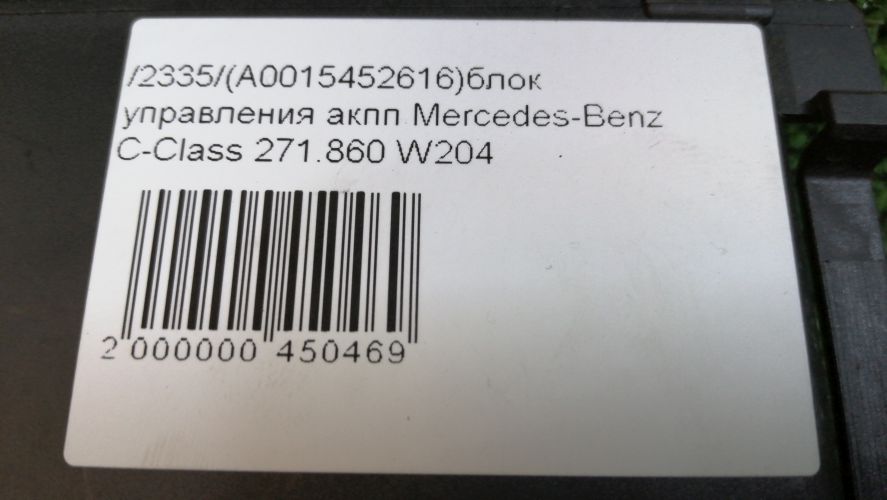 /2335/(A0015452616)блок
управления акпп Mercedes-Benz
C-Class 271.860 W204
2 000000 450469